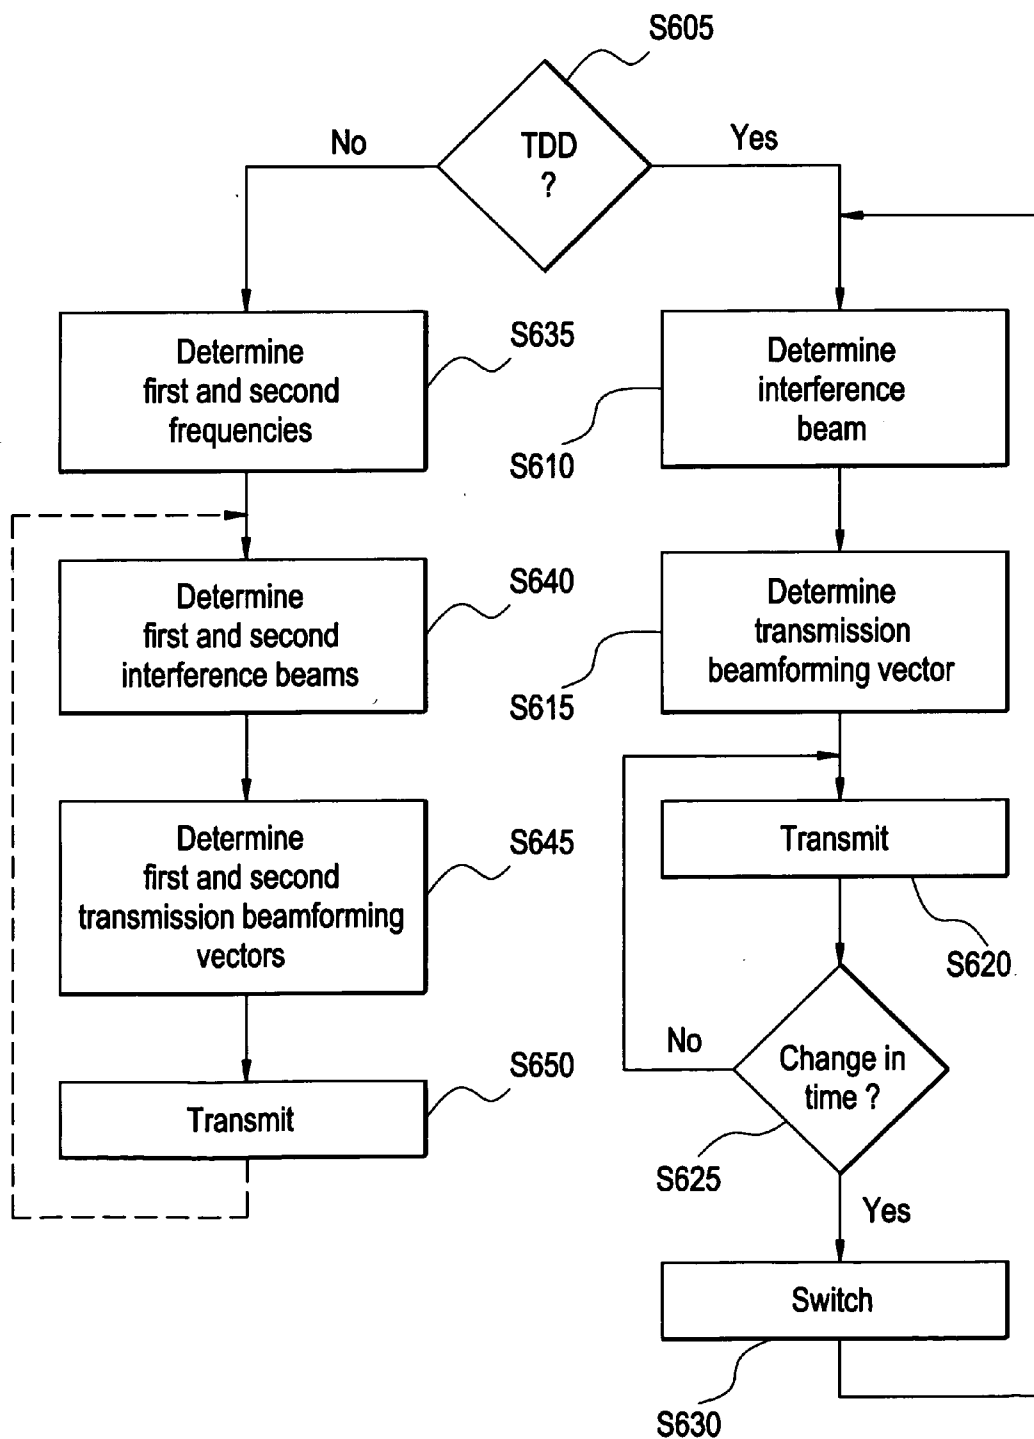 S605
TDD
?
No
Yes
Determine
first and second
frequencies
S635
Determine
interference
beam
S610
Determine
first and second
interference beams
S640
Determine
transmission
beamforming vector
S615
Determine
first and second
transmission beamforming
vectors
S645
Transmit
S620
Transmit
S650
No
Change in
time ?
S625
Yes
Switch
S630